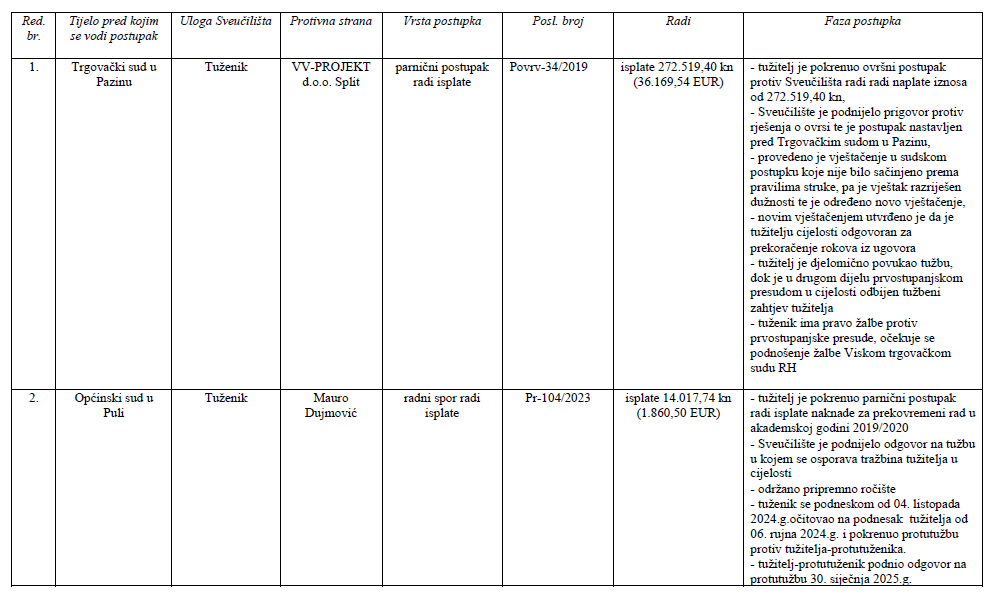 Red. br.
Tijelo pred kojim se vodi postupak
Uloga Sveučilišta
Protivna strana
Vrsta postupka
Posl. broj
Radi
Faza postupka
1.
Trgovački sud u
Pazinu
Tuženik
VV-PROJEKT
d.o.o. Split
parnični postupak
radi isplate
Povrv-34/2019
isplate 272.519,40 kn
(36.169,54 EUR)
- tužitelj je pokrenuo ovršni postupak
protiv Sveučilišta radi radi naplate iznosa
od 272.519,40 kn,
- Sveučilište je podnijelo prigovor protiv
rješenja o ovrsi te je postupak nastavljen
pred Trgovačkim sudom u Pazinu,
- provedeno je vještačenje u sudskom
postupku koje nije bilo sačinjeno prema
pravilima struke, pa je vještak razriješen
dužnosti te je određeno novo vještačenje,
- novim vještačenjem utvrđeno je da je
tužitelju cijelosti odgovoran za
prekoračenje rokova iz ugovora
- tužitelj je djelomično povukao tužbu,
dok je u drugom dijelu prvostupanjskom
presudom u cijelosti odbijen tužbeni
zahtjev tužitelja
- tuženik ima pravo žalbe protiv
prvostupanjske presude, očekuje se
podnošenje žalbe Viskom trgovačkom
sudu RH
2.
Općinski sud u
Puli
Tuženik
Mauro
Dujmović
radni spor radi
isplate
Pr-104/2023
isplate 14.017,74 kn
(1.860,50 EUR)
- tužitelj je pokrenuo parnični postupak
radi isplate naknade za prekovremeni rad u
akademskoj godini 2019/2020
- Sveučilište je podnijelo odgovor na tužbu
u kojem se osporava tražbina tužitelja u
cijelosti
- održano pripremno ročište
- tuženik se podneskom od 04. listopada
2024.g.očitovao na podnesak tužitelja od
06. rujna 2024.g. i pokrenuo protutužbu
protiv tužitelja-protutuženika.
- tužitelj-protutuženik podnio odgovor na
protutužbu 30. siječnja 2025.g.